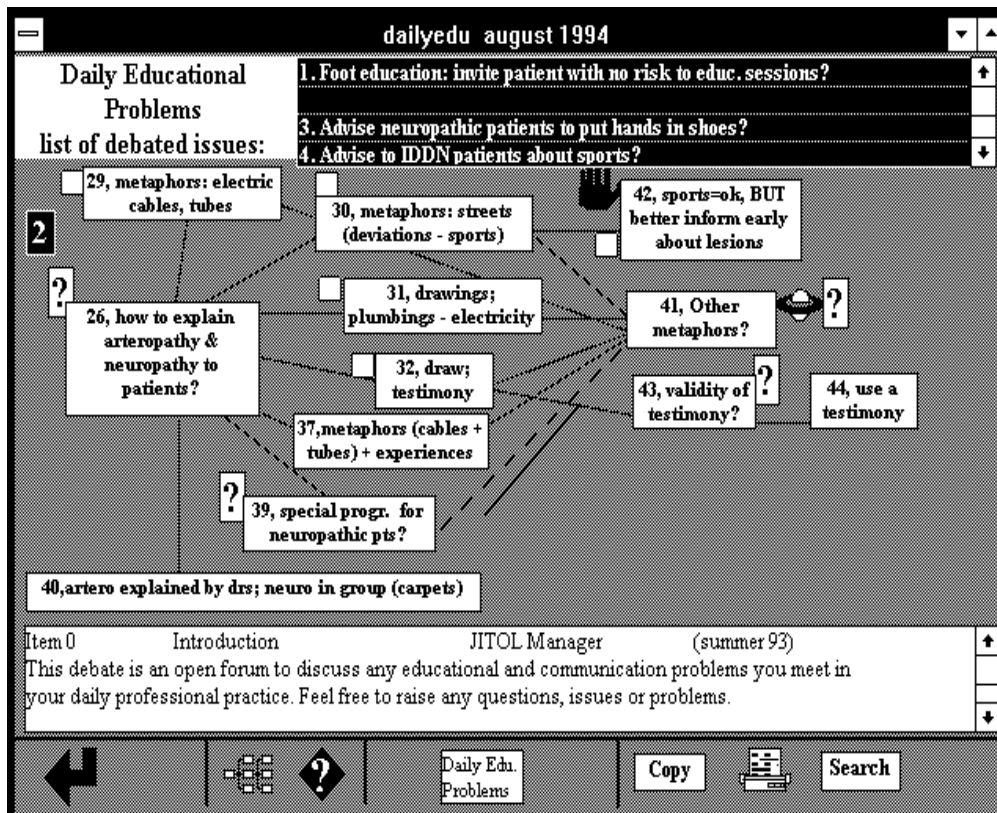 dailyedu august 1994
Daily Educational
Problems
list of debated issues:
1. Foot education: invite patient with no risk to educ. sessions?
3. Advise neuropathic patients to put hands in shoes?
4. Advise to IDDN patients about sports?
29, metaphors: electric
cables, tubes
30, metaphors: streets
(deviations - sports)
42, sports=ok, BUT
better inform early
about lesions
2
?
26, how to explain
arteropathy &
neuropathy to
patients?
31, drawings;
plumbings - electricity
41, Other
metaphors?
?
32, draw;
testimony
43, validity of
testimony?
?
44, use a
testimony
37,metaphors (cables +
tubes) + experiences
?
39, special progr. for
neuropathic pts?
40,artero explained by drs; neuro in group (carpets)
Item 0 Introduction JITOL Manager (summer 93)
This debate is an open forum to discuss any educational and communication problems you meet in
your daily professional practice. Feel free to raise any questions, issues or problems.
?
Daily Edu.
Problems
Copy
Search